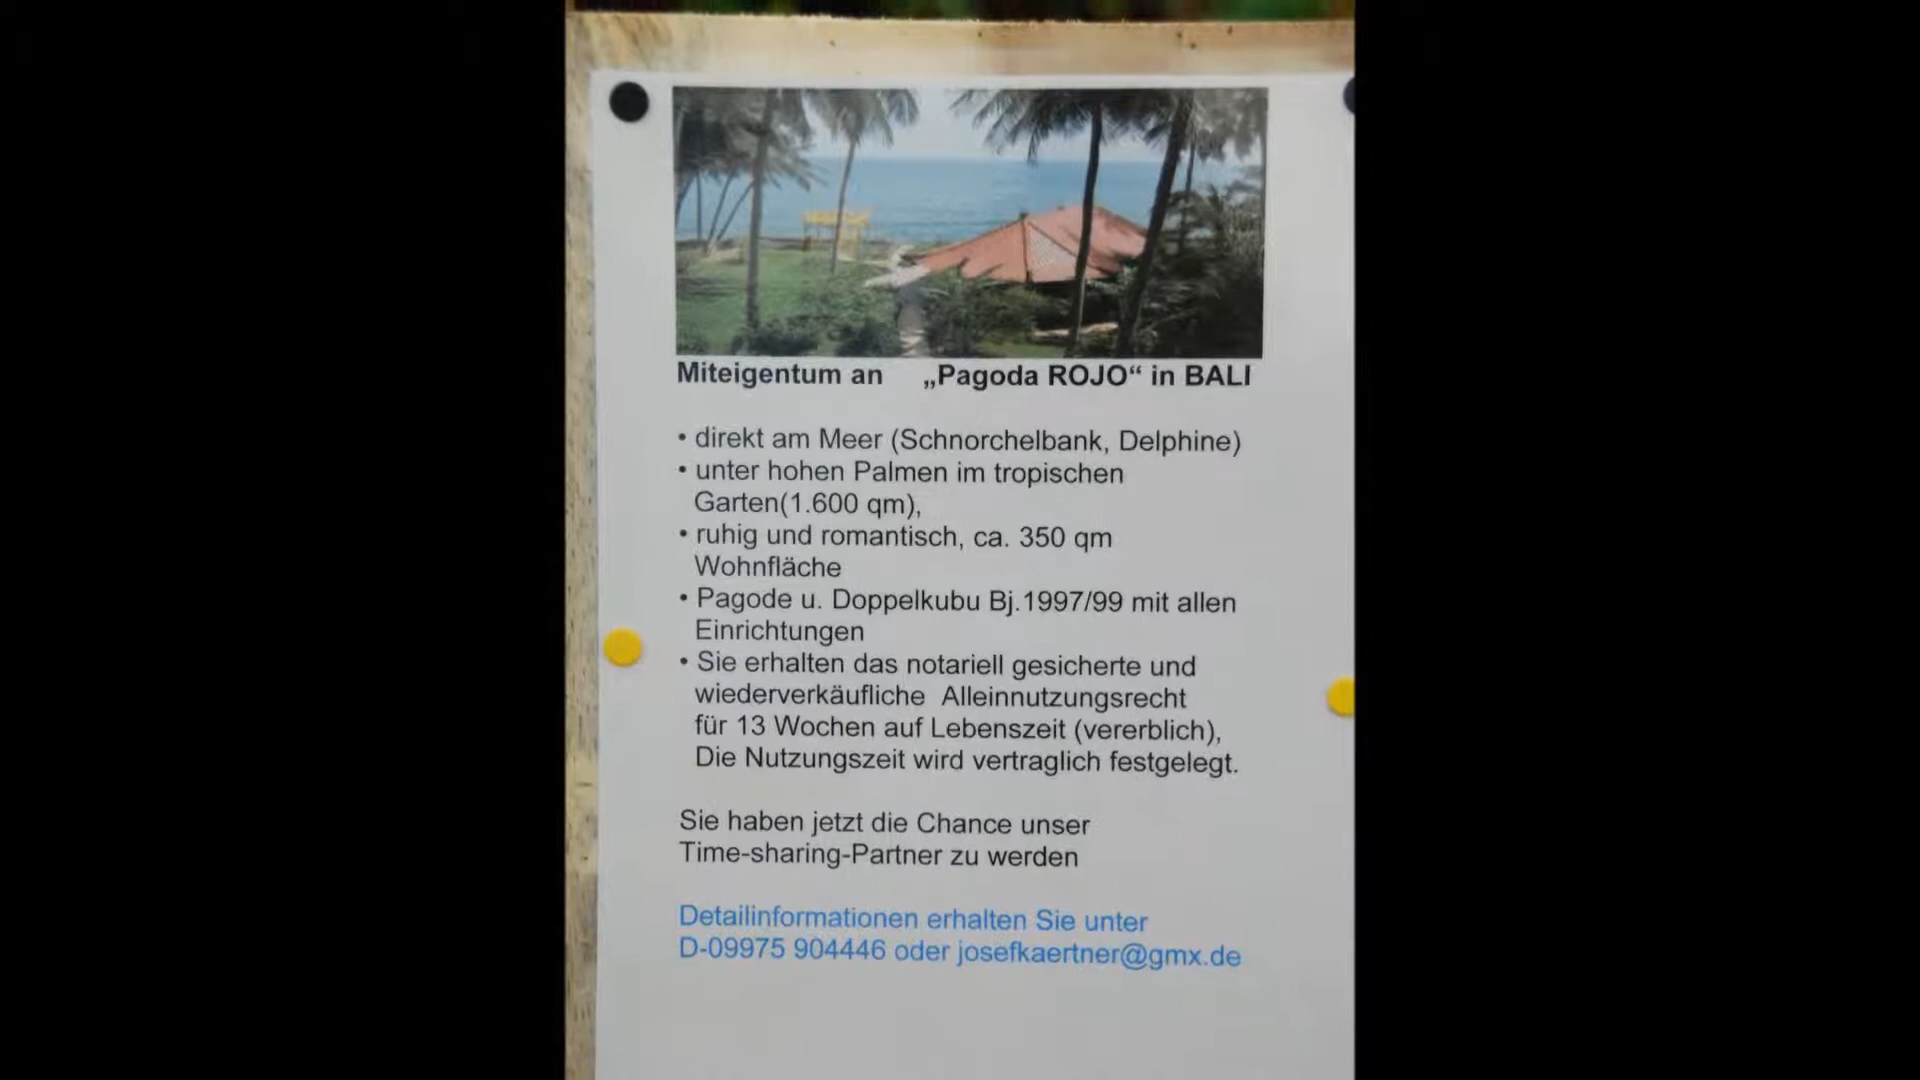 Miteigentum an „Pagoda ROJO“ in BALI
• direkt am Meer (Schnorchelbank, Delphine)
• unter hohen Palmen im tropischen
Garten(1.600 qm),
• ruhig und romantisch, ca. 350 qm
Wohnfläche
• Pagode u. Doppelkubu Bj.1997/99 mit allen
Einrichtungen
• Sie erhalten das notariell gesicherte und
wiederverkäufliche Alleinnutzungsrecht
für 13 Wochen auf Lebenszeit (vererblich),
Die Nutzungszeit wird vertraglich festgelegt.
Sie haben jetzt die Chance unser
Time-sharing-Partner zu werden
Detailinformationen erhalten Sie unter
D-09975 904446 oder josefkaertner@gmx.de